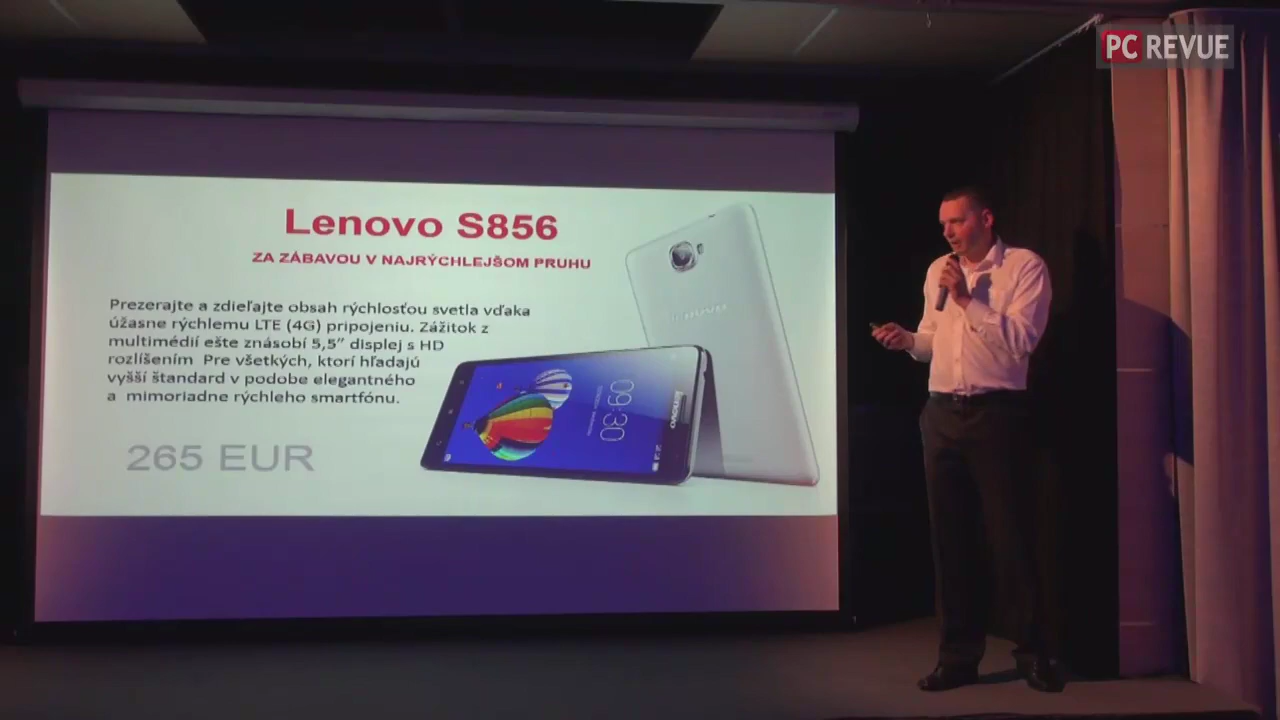 PC REVUE
Lenovo S856
ZA ZÁBAVOU V NAJRÝCHLEJŠOM PRUHU
Prezerajte a zdieľajte obsah rýchlosťou svetla vďaka
úžasne rýchlemu LTE (4G) pripojeniu. Zážitok z
multimédií ešte znásobí 5,5” displej s HD
rozlíšením Pre všetkých, ktorí hľadajú
vyšší štandard v podobe elegantného
a mimoriadne rýchleho smartfónu.
265 EUR
lenovo
09:30
lenovo